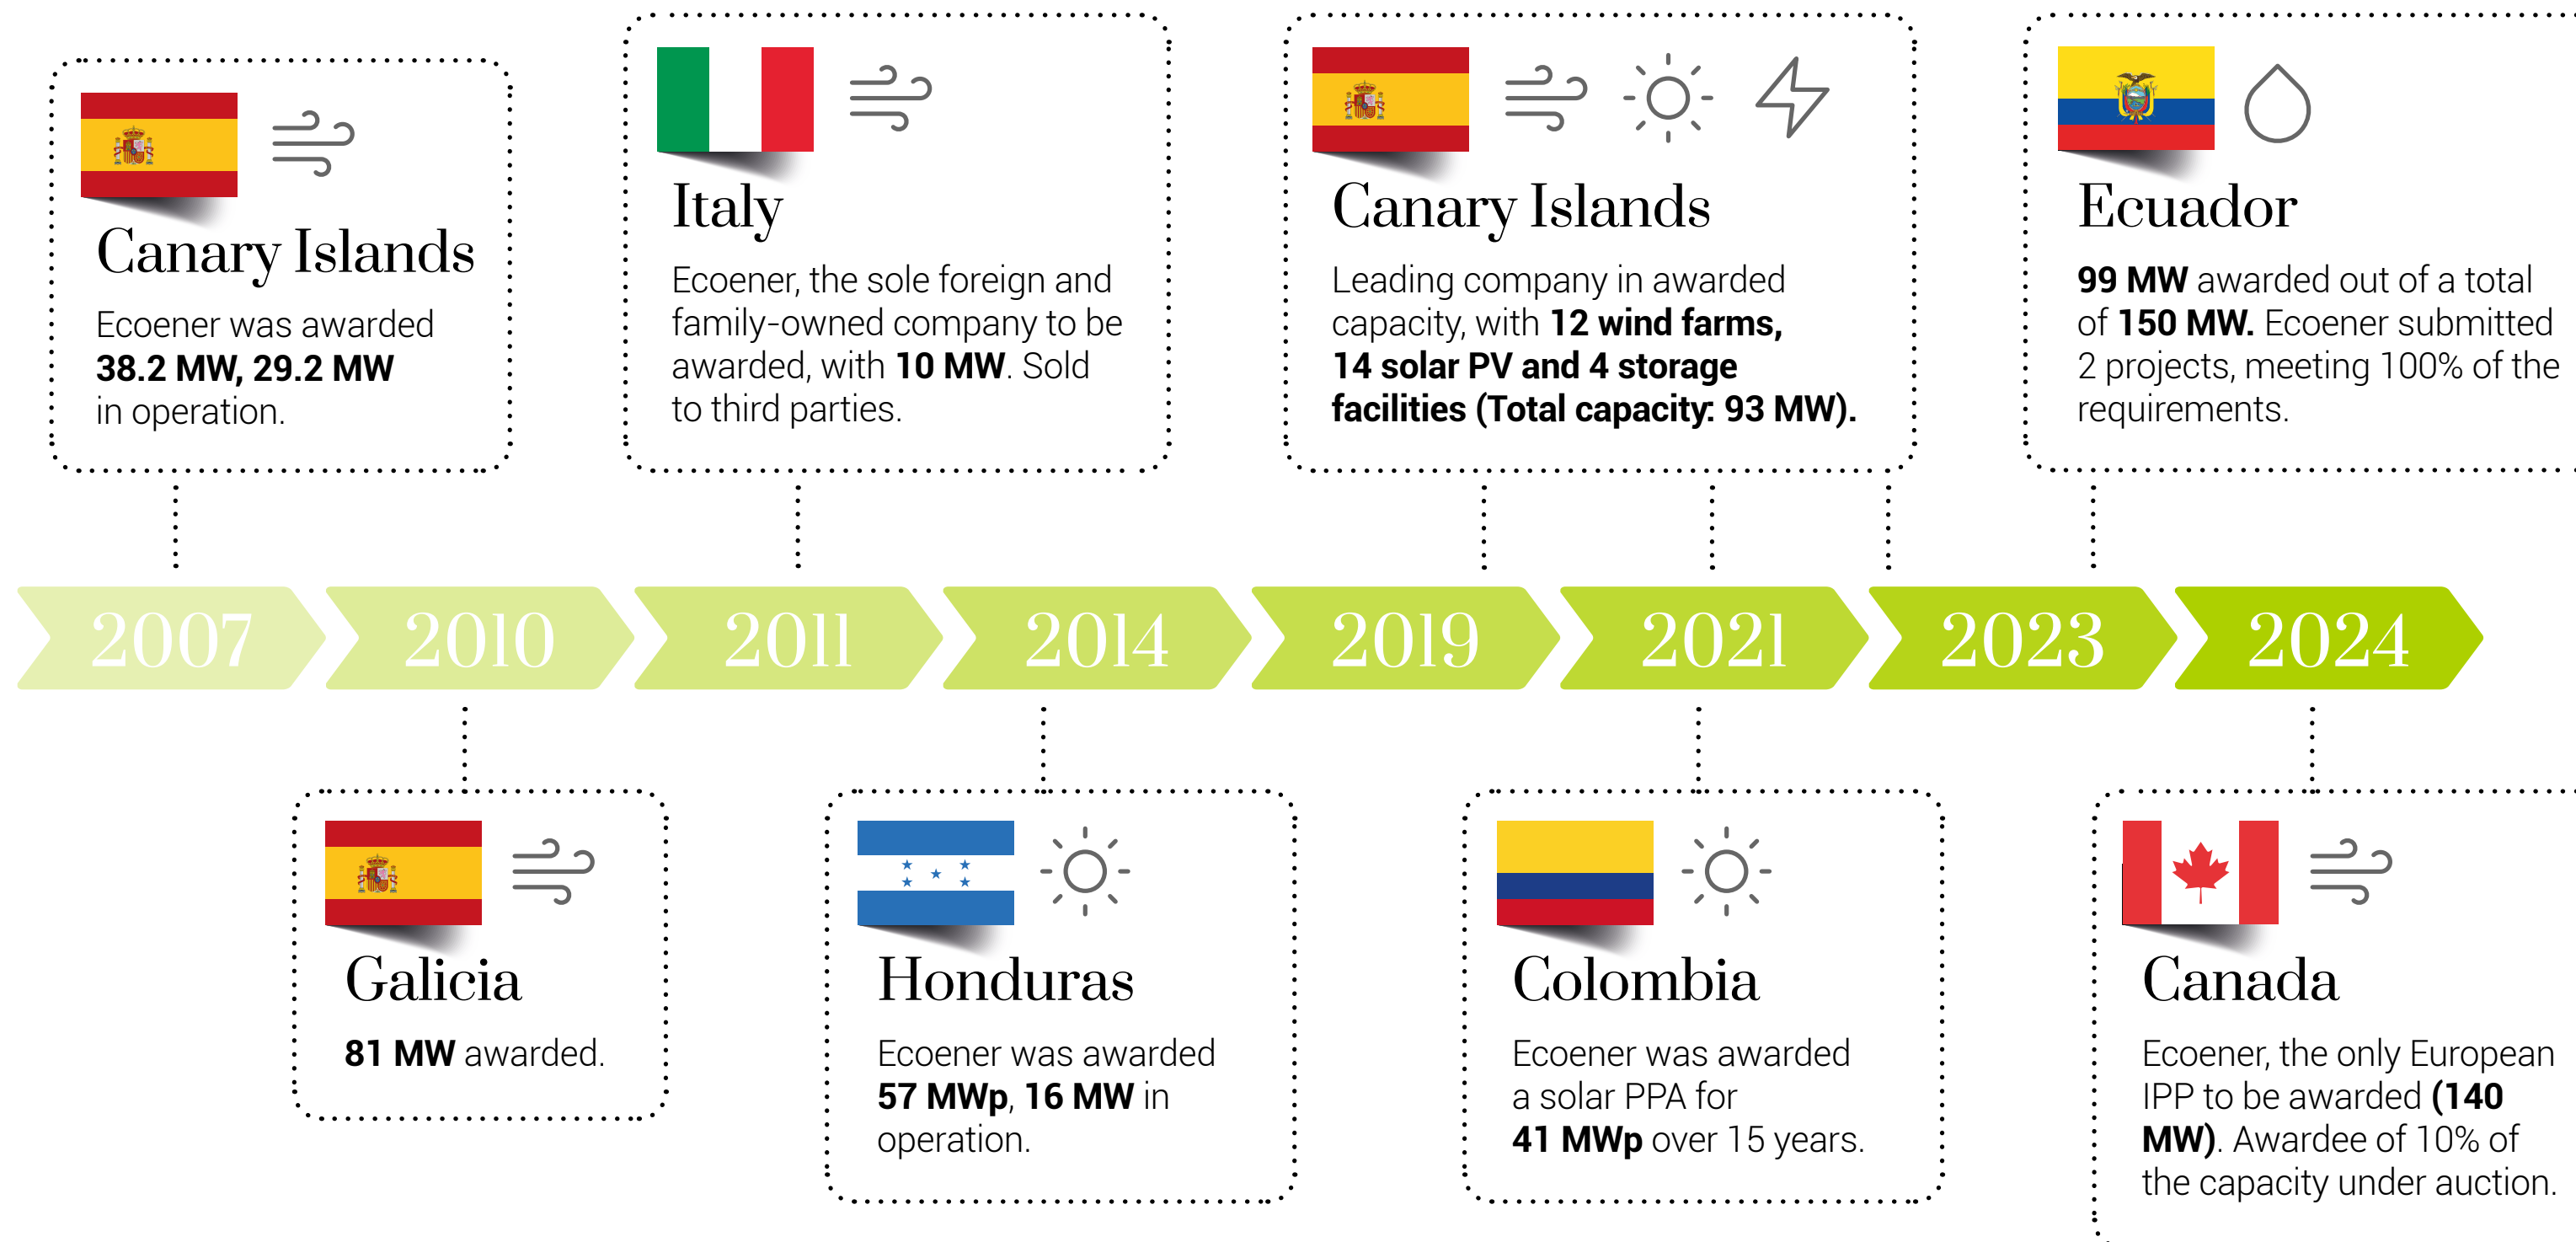 Canary Islands
Ecoener was awarded
38.2 MW, 29.2 MW
in operation.
Italy
Ecoener, the sole foreign and
family-owned company to be
awarded, with 10 MW. Sold
to third parties.
Canary Islands
Leading company in awarded
capacity, with 12 wind farms,
14 solar PV and 4 storage
facilities (Total capacity: 93 MW).
Ecuador
99 MW awarded out of a total
of 150 MW. Ecoener submitted
2 projects, meeting 100% of the
requirements.
2007
2010
2011
2014
2019
2021
2023
2024
Galicia
81 MW awarded.
Honduras
Ecoener was awarded
57 MWp, 16 MW in
operation.
Colombia
Ecoener was awarded
a solar PPA for
41 MWp over 15 years.
Canada
Ecoener, the only European
IPP to be awarded (140
MW). Awardee of 10% of
the capacity under auction.